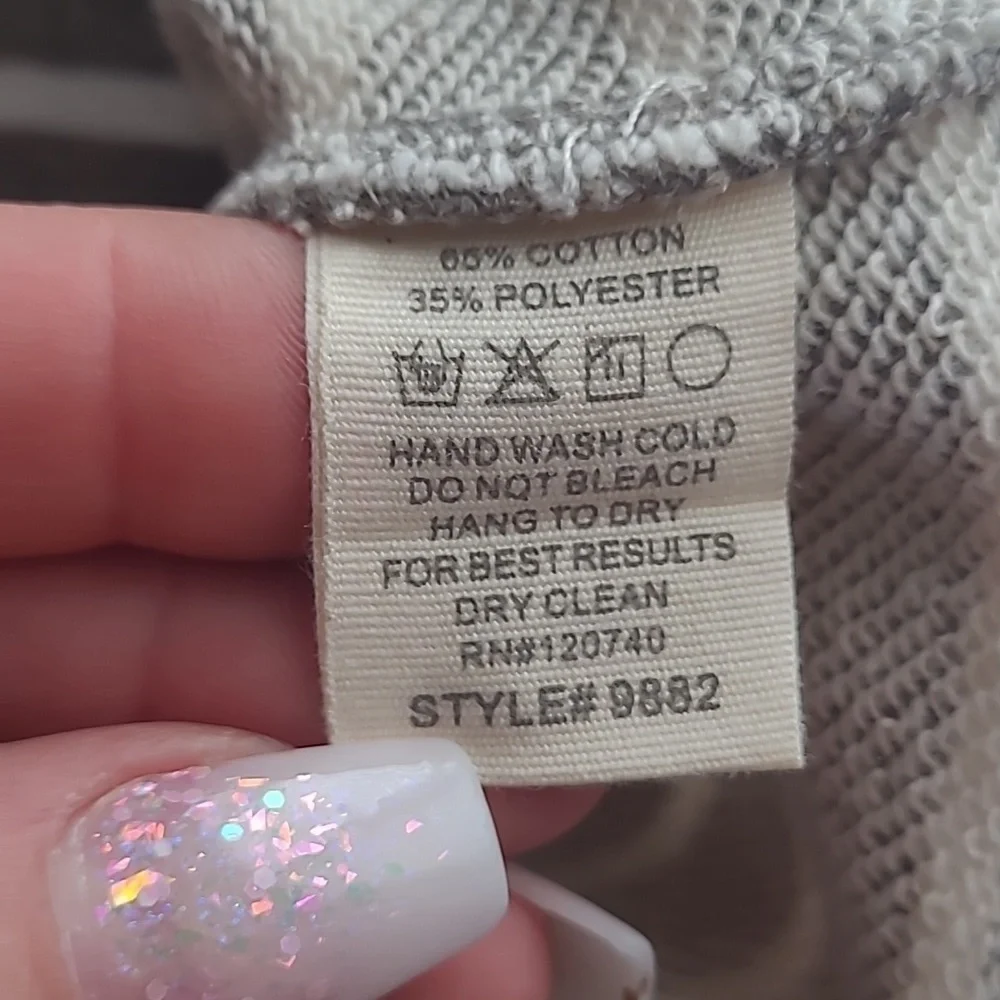 65% COTTON
35% POLYESTER
HAND WASH COLD
DO NOT BLEACH
HANG TO DRY
FOR BEST RESULTS
DRY CLEAN
RN#120740
STYLE# 9882